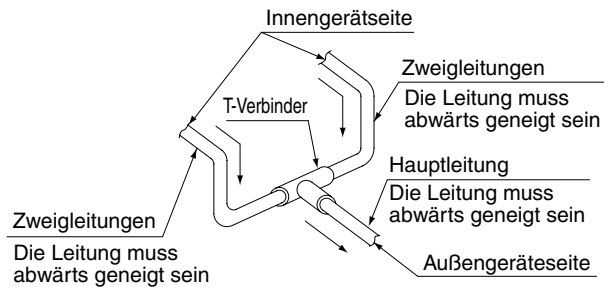 Innengerätseite
Zweigleitungen
Die Leitung muss
abwärts geneigt sein
T-Verbinder
Hauptleitung
Die Leitung muss
abwärts geneigt sein
Zweigleitungen
Die Leitung muss
abwärts geneigt sein
Außengeräteseite